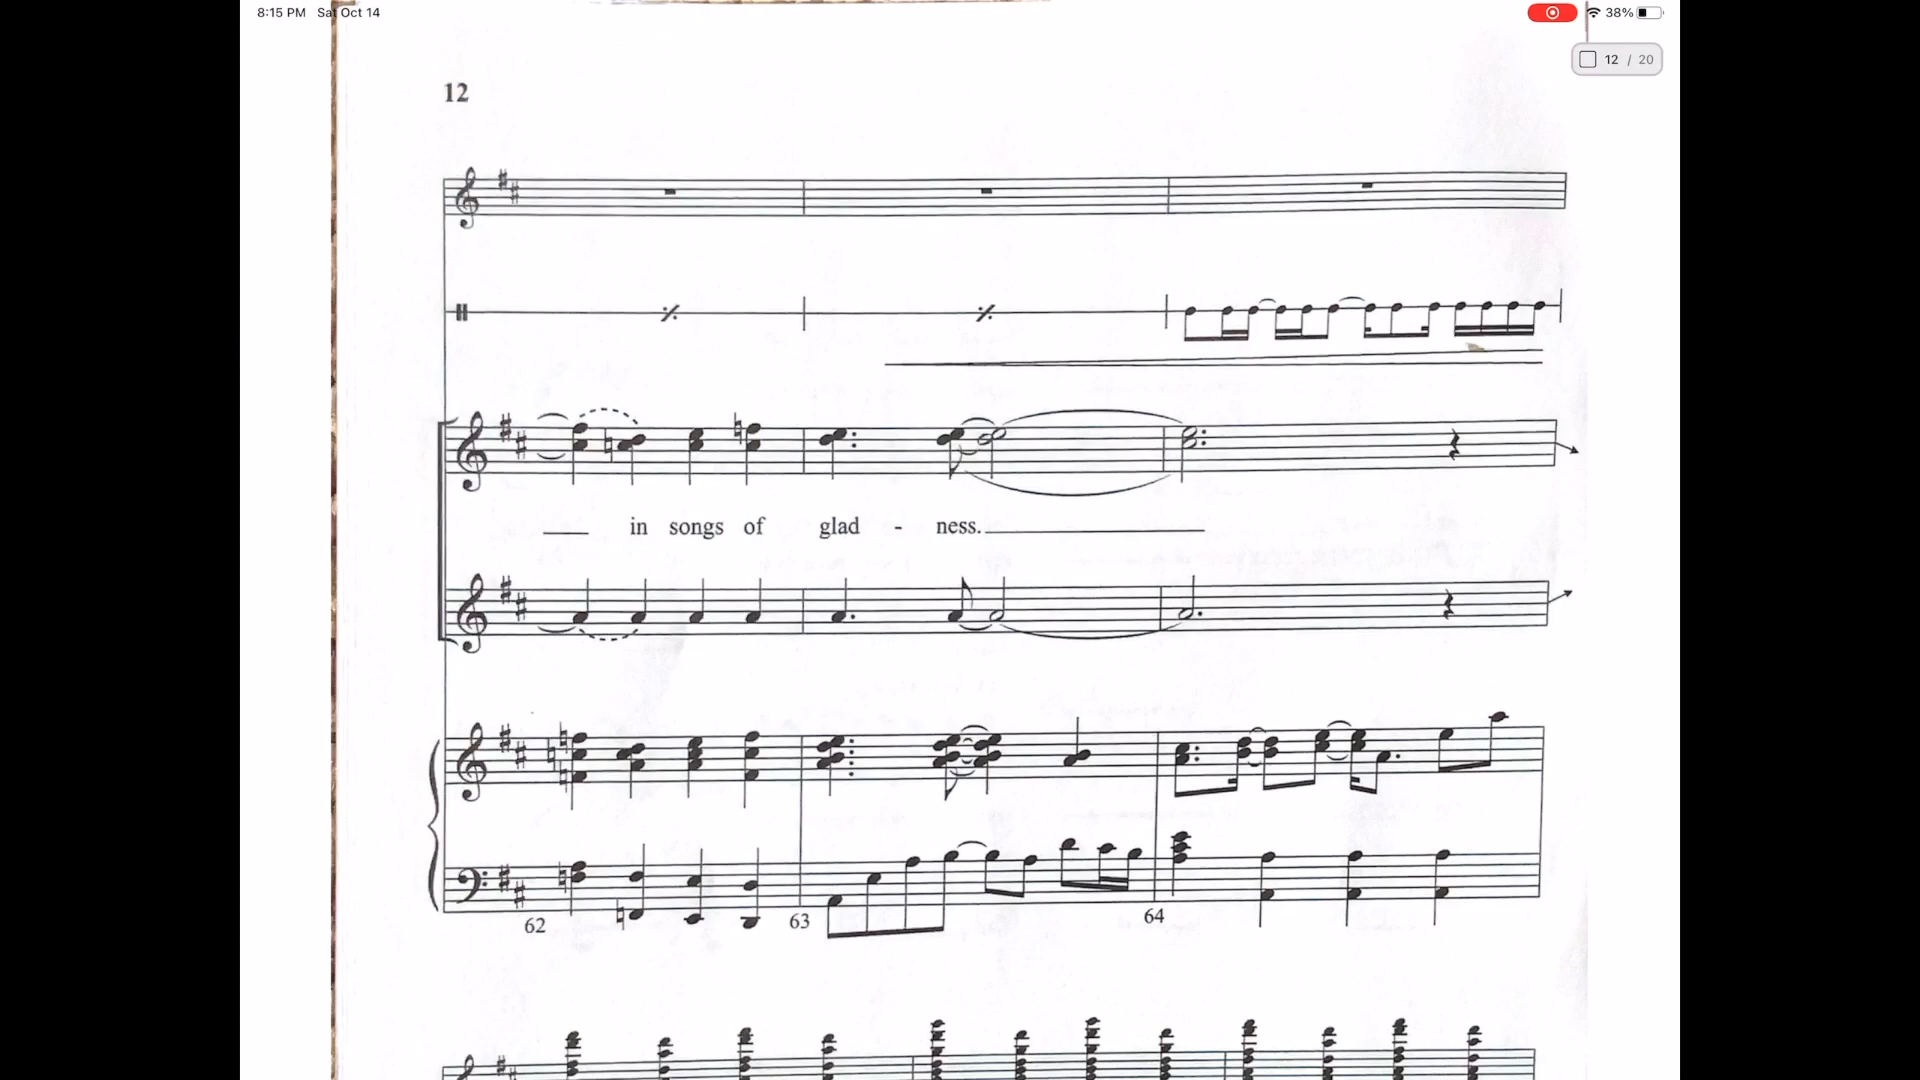 8:15 PM Sat Oct 14
38%
12 / 20
12
in songs of glad - ness.
62
63
64